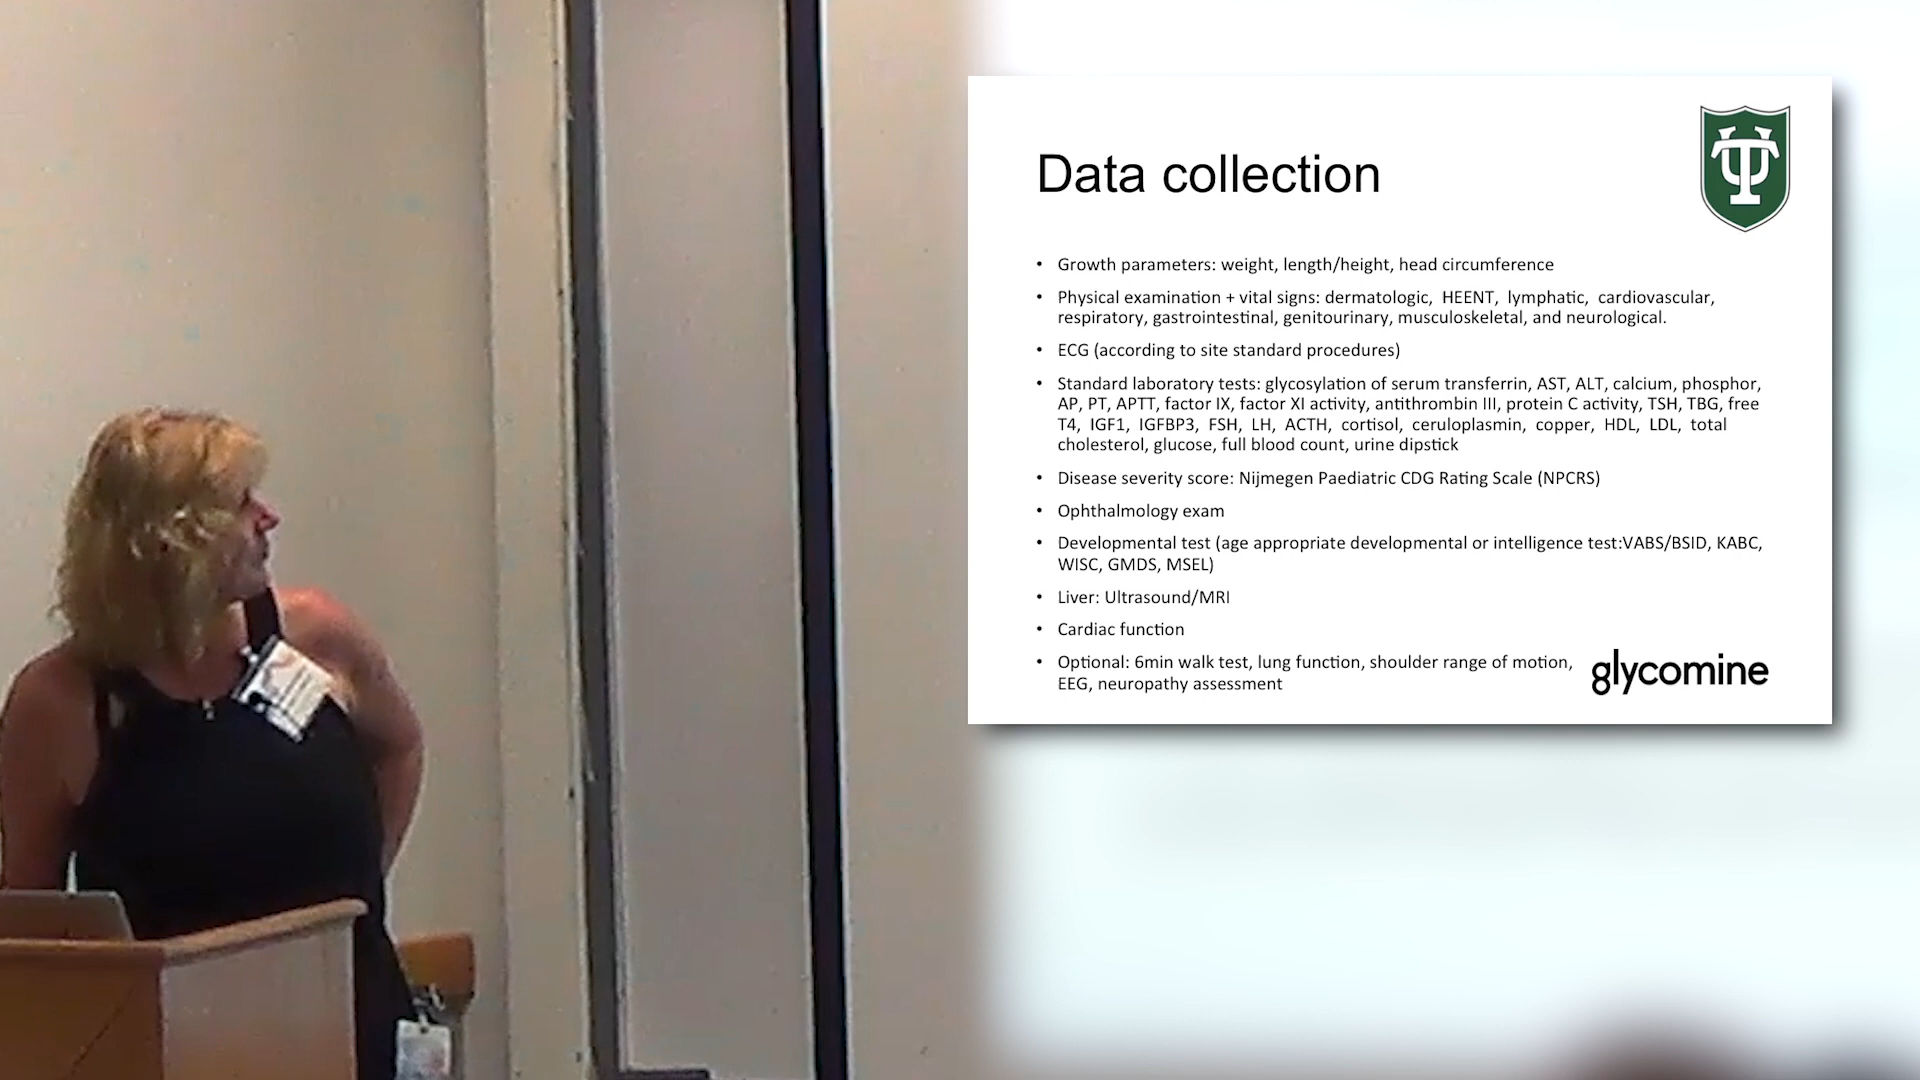 Data collection
• Growth parameters: weight, length/height, head circumference
• Physical examination + vital signs: dermatologic, HEENT, lymphatic, cardiovascular,
respiratory, gastrointestinal, genitourinary, musculoskeletal, and neurological.
• ECG (according to site standard procedures)
• Standard laboratory tests: glycosylation of serum transferrin, AST, ALT, calcium, phosphor,
AP, PT, APTT, factor IX, factor XI activity, antithrombin III, protein C activity, TSH, TBG, free
T4, IGF1, IGFBP3, FSH, LH, ACTH, cortisol, ceruloplasmin, copper, HDL, LDL, total
cholesterol, glucose, full blood count, urine dipstick
• Disease severity score: Nijmegen Paediatric CDG Rating Scale (NPCRS)
• Ophthalmology exam
• Developmental test (age appropriate developmental or intelligence test:VABS/BSID, KABC,
WISC, GMDS, MSEL)
• Liver: Ultrasound/MRI
• Cardiac function
• Optional: 6min walk test, lung function, shoulder range of motion,
EEG, neuropathy assessment
glycomine